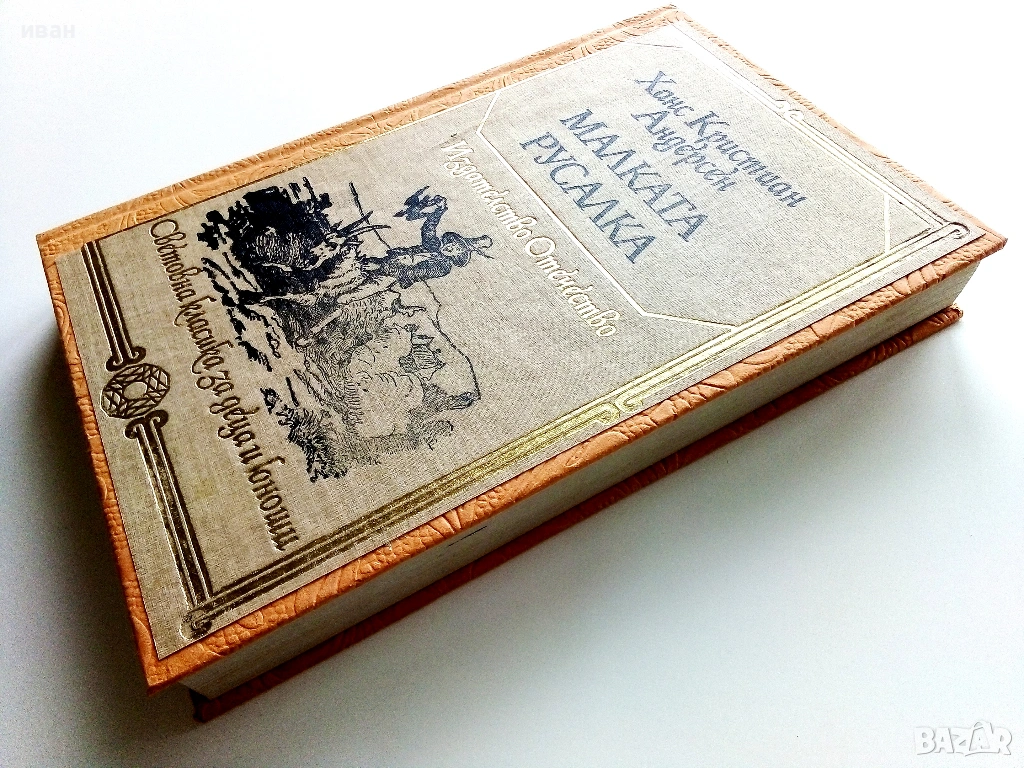 иван
Ханс Кристиан
Андерсен
МАЛКАТА
РУСАЛКА
Издателство Отечество
Световна класика за деца и юноши
BAZAR